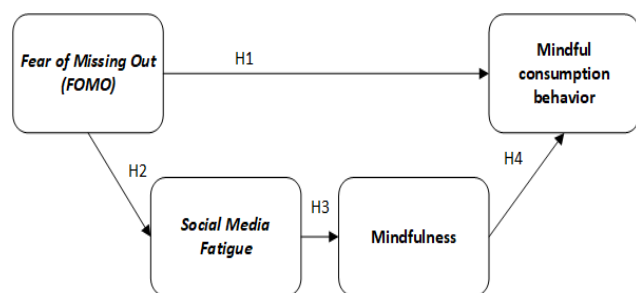 Fear of Missing Out
(FOMO)
H1
Mindful
consumption
behavior
H2
H4
Social Media
Fatigue
H3
Mindfulness